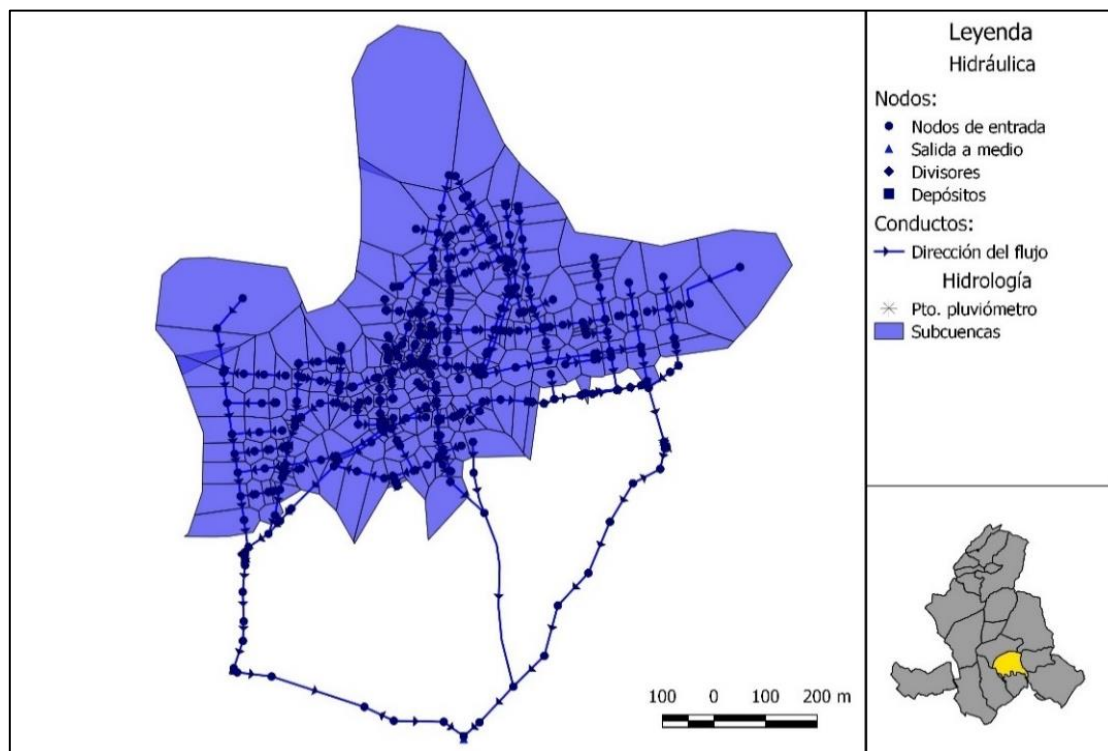 Leyenda
Hidráulica
Nodos:
Nodos de entrada
Salida a medio
Divisores
Depósitos
Conductos:
Dirección del flujo
Hidrología
Pto. pluviómetro
Subcuencas
100 0 100 200 m